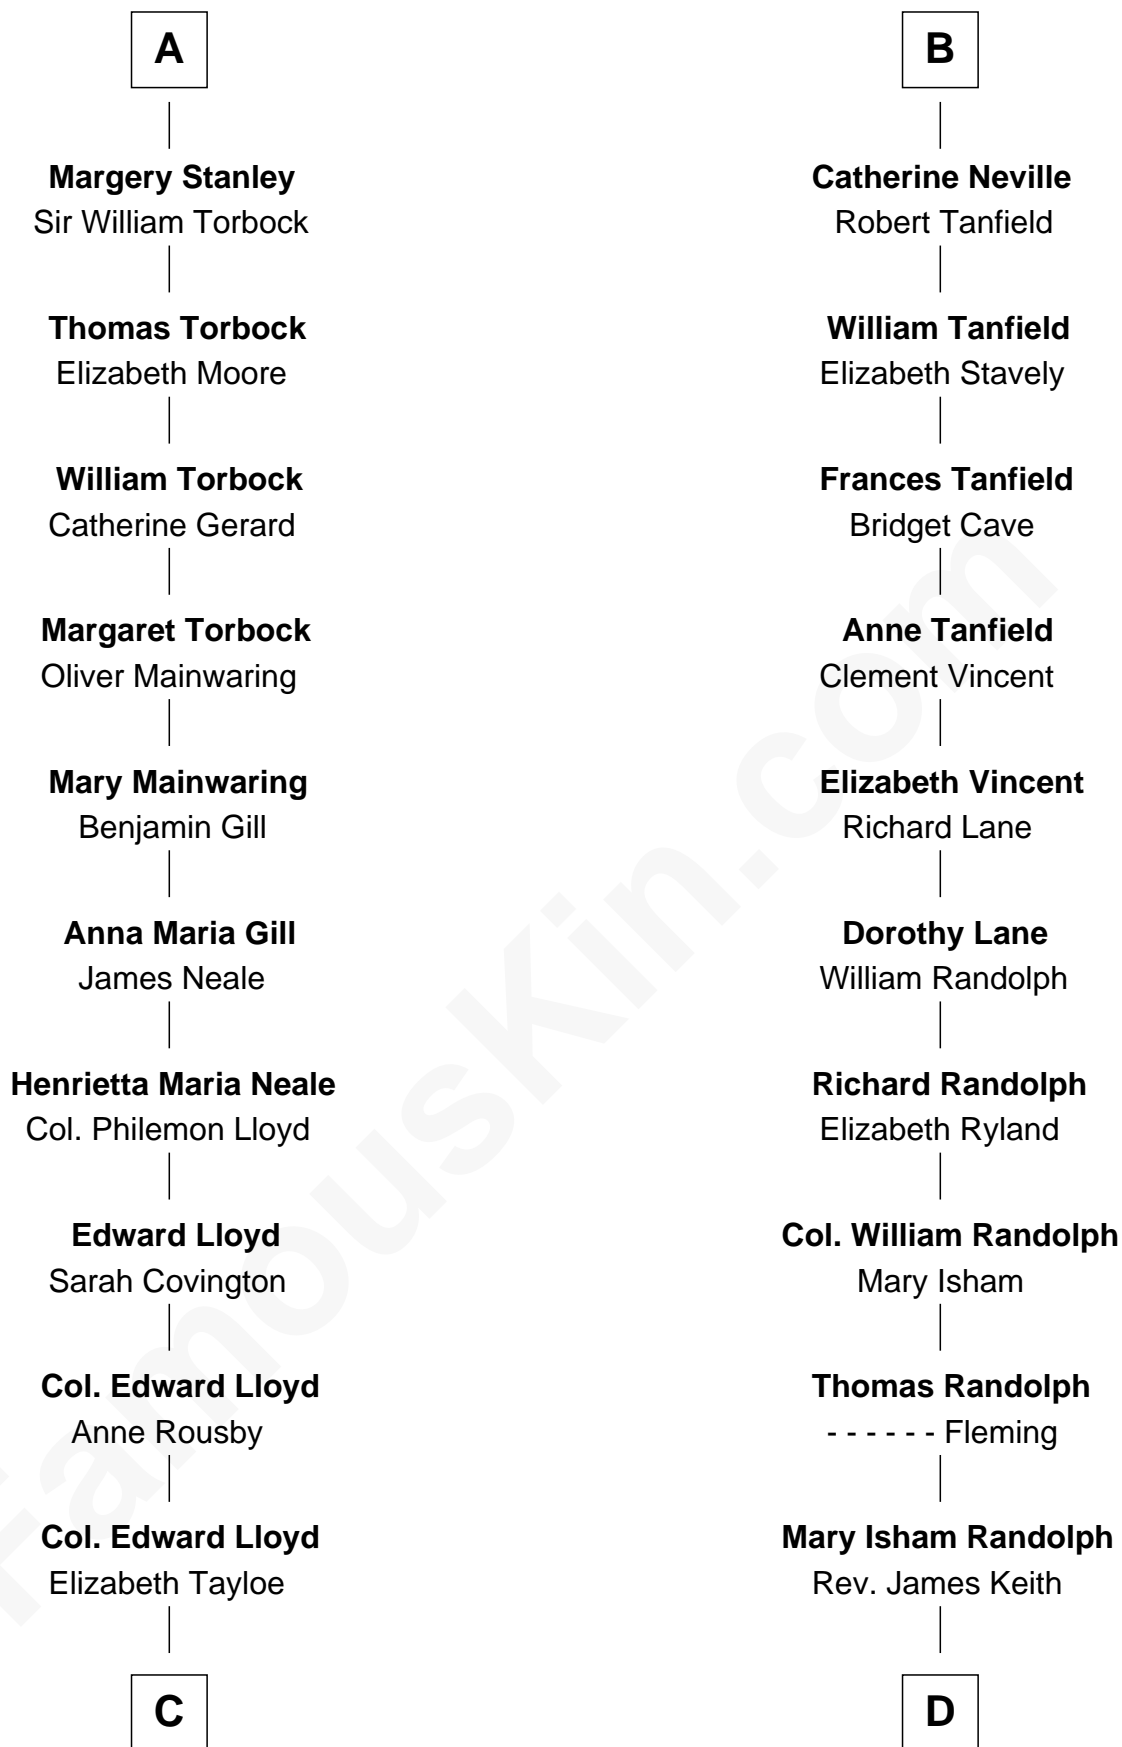 A
Margery Stanley
Sir William Torbock
Thomas Torbock
Elizabeth Moore
William Torbock
Catherine Gerard
Margaret Torbock
Oliver Mainwaring
Mary Mainwaring
Benjamin Gill
Anna Maria Gill
James Neale
Henrietta Maria Neale
Col. Philemon Lloyd
Edward Lloyd
Sarah Covington
Col. Edward Lloyd
Anne Rousby
Col. Edward Lloyd
Elizabeth Tayloe
C
B
Catherine Neville
Robert Tanfield
William Tanfield
Elizabeth Stavely
Frances Tanfield
Bridget Cave
Anne Tanfield
Clement Vincent
Elizabeth Vincent
Richard Lane
Dorothy Lane
William Randolph
Richard Randolph
Elizabeth Ryland
Col. William Randolph
Mary Isham
Thomas Randolph
- - - - - - Fleming
Mary Isham Randolph
Rev. James Keith
D
FamousKin.com